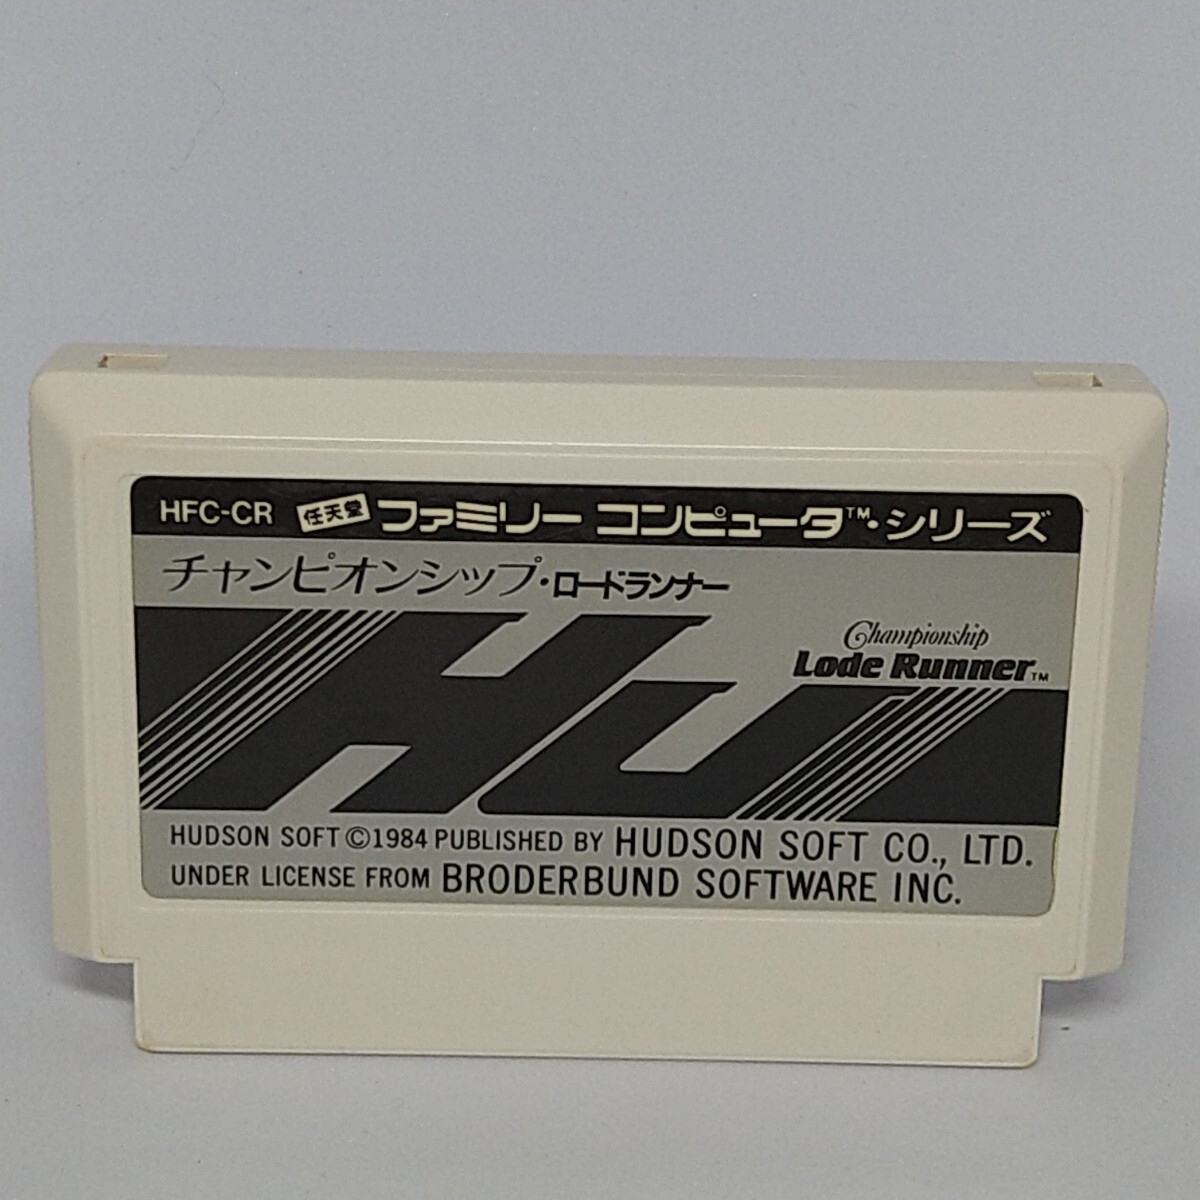 HFC-CR 任天堂 ファミリー コンピュータ™・シリーズ
チャンピオンシップ・ロードランナー
Championship
Lode Runner™
HU
HUDSON SOFT ©1984 PUBLISHED BY HUDSON SOFT CO., LTD.
UNDER LICENSE FROM BRODERBUND SOFTWARE INC.